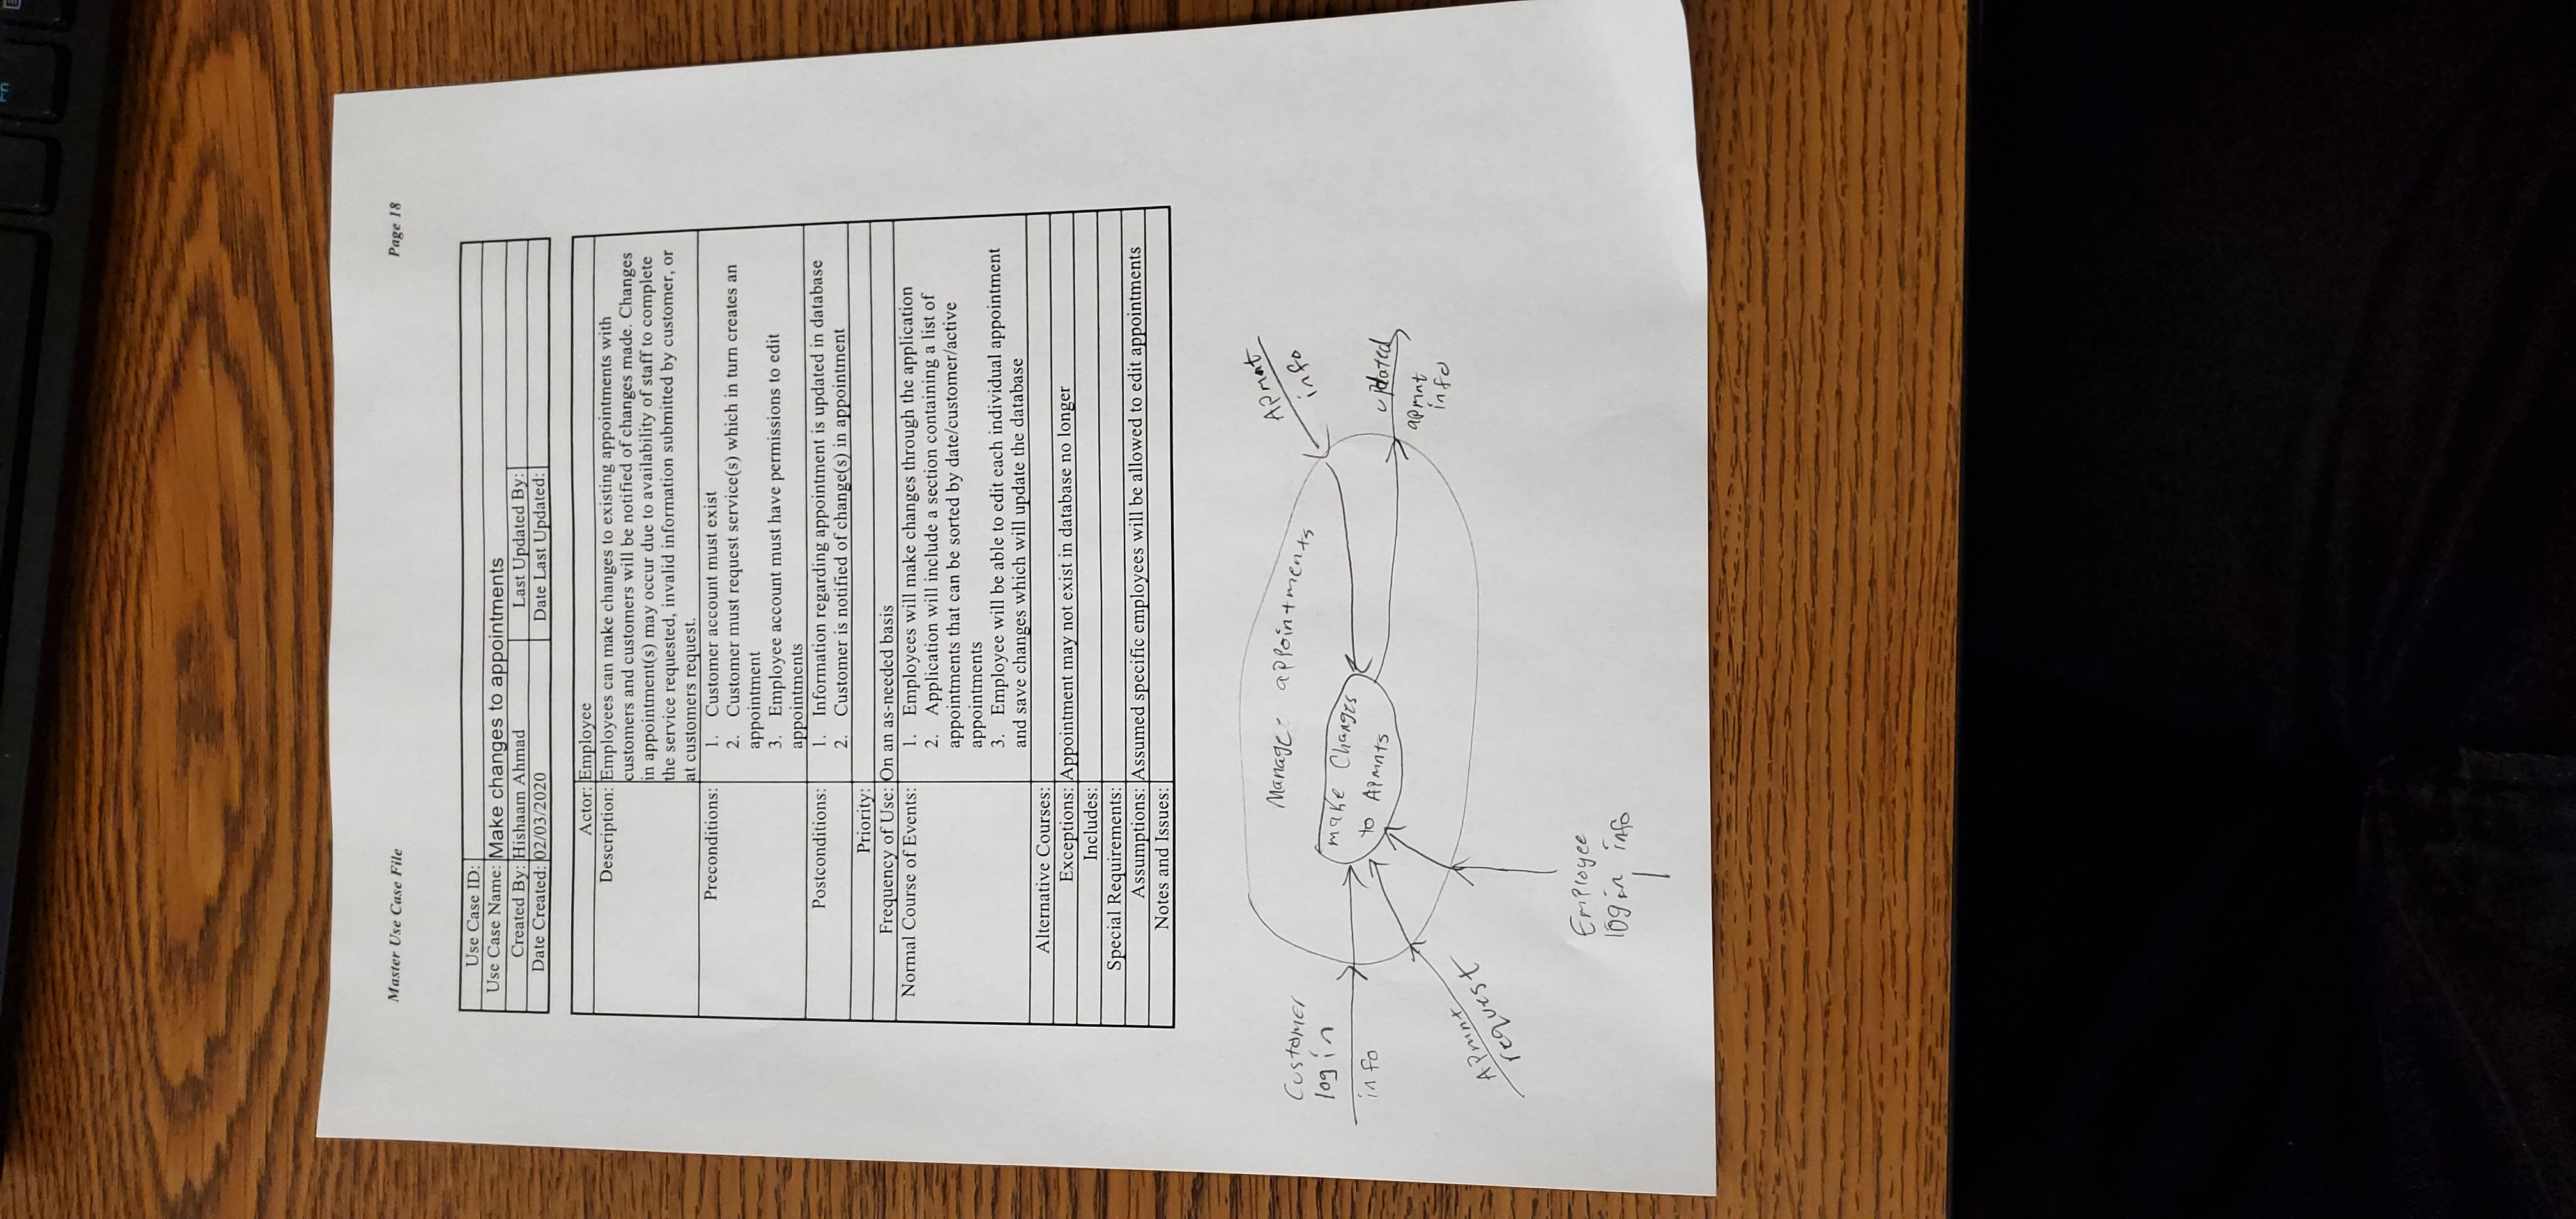 Fn
Master Use Case File Page 18
Use Case ID:
Use Case Name: Make changes to appointments
Created By: Hishaam Ahmad Last Updated By:
Date Created: 02/03/2020 Date Last Updated:
Actor: Employee
Description: Employees can make changes to existing appointments with
customers and customers will be notified of changes made. Changes
in appointment(s) may occur due to availability of staff to complete
the service requested, invalid information submitted by customer, or
at customers request.
Preconditions: 1. Customer account must exist
2. Customer must request service(s) which in turn creates an
appointment
3. Employee account must have permissions to edit
appointments
Postconditions: 1. Information regarding appointment is updated in database
2. Customer is notified of change(s) in appointment
Priority:
Frequency of Use: On an as-needed basis
Normal Course of Events: 1. Employees will make changes through the application
2. Application will include a section containing a list of
appointments that can be sorted by date/customer/active
appointments
3. Employee will be able to edit each individual appointment
and save changes which will update the database
Alternative Courses:
Exceptions: Appointment may not exist in database no longer
Includes:
Special Requirements:
Assumptions: Assumed specific employees will be allowed to edit appointments
Notes and Issues:
Manage appointments
Customer
log in
info
make Changes
to APmnts
APmnt
info
updated
apmnt
info
APmnt
request
Employee
login info